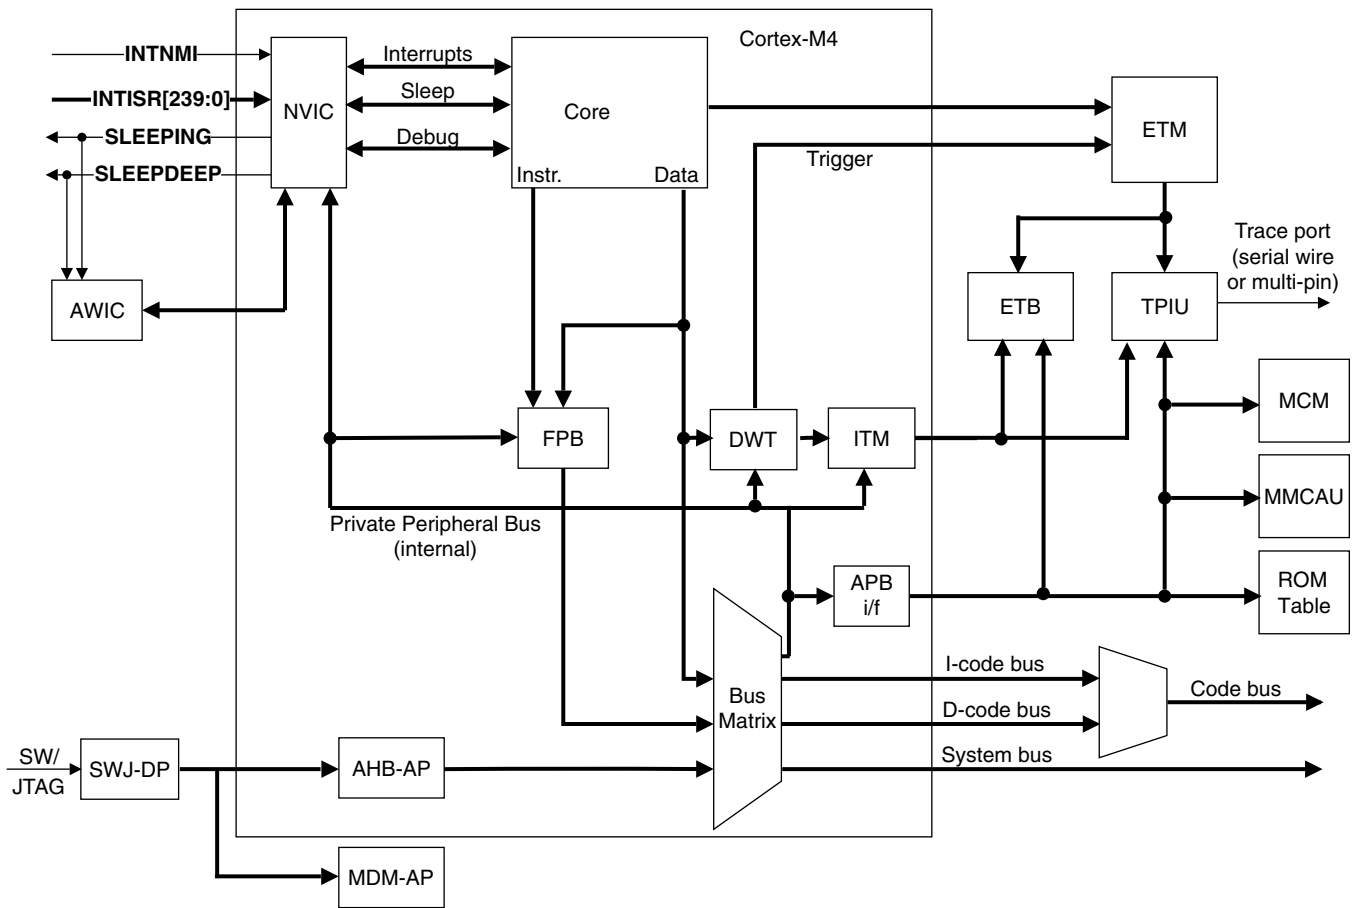 Cortex-M4
INTNMI
INTISR[239:0]
SLEEPING
SLEEPDEEP
NVIC
Interrupts
Sleep
Debug
Core
Instr.
Data
ETM
Trigger
Trace port
(serial wire
or multi-pin)
AWIC
ETB
TPIU
MCM
FPB
DWT
ITM
MMCAU
Private Peripheral Bus
(internal)
APB
i/f
ROM
Table
I-code bus
Bus
Matrix
Code bus
D-code bus
System bus
SW/
JTAG
SWJ-DP
AHB-AP
MDM-AP